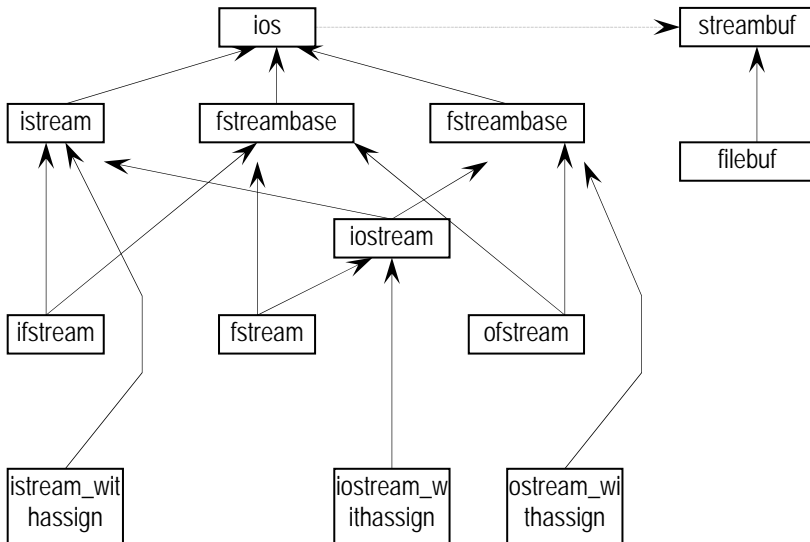 ios
streambuf
istream
fstreambase
fstreambase
filebuf
iostream
ifstream
fstream
ofstream
istream_wit
hassign
iostream_w
ithassign
ostream_wi
thassign